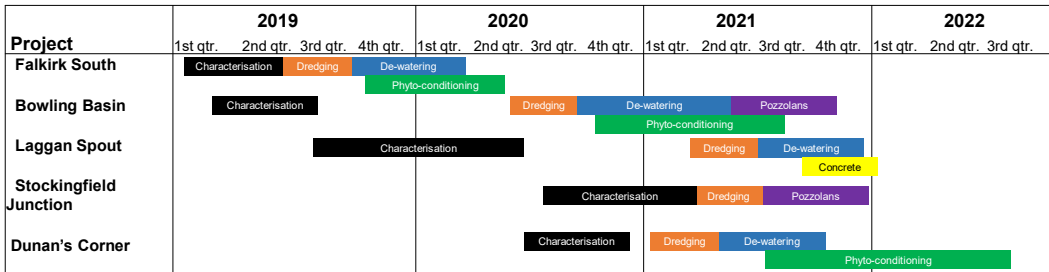 2019 2020 2021 2022
Project 1st qtr. 2nd qtr. 3rd qtr. 4th qtr. 1st qtr. 2nd qtr. 3rd qtr. 4th qtr. 1st qtr. 2nd qtr. 3rd qtr. 4th qtr. 1st qtr. 2nd qtr. 3rd qtr.
Falkirk South Characterisation Dredging De-watering
Phyto-conditioning
Bowling Basin Characterisation Dredging De-watering Pozzolans
Phyto-conditioning
Laggan Spout Characterisation Dredging De-watering
Concrete
Stockingfield
Junction Characterisation Dredging Pozzolans
Dunan's Corner Characterisation Dredging De-watering
Phyto-conditioning